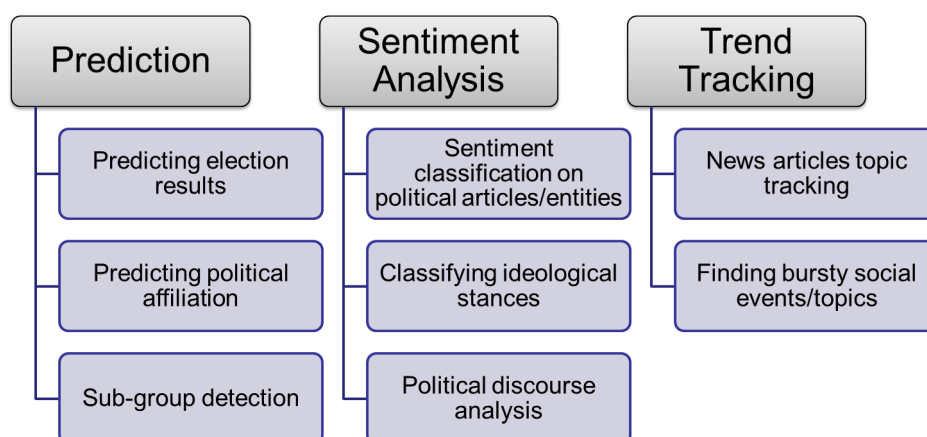 Prediction
Predicting election
results
Predicting political
affiliation
Sub-group detection
Sentiment
Analysis
Sentiment
classification on
political articles/entities
Classifying ideological
stances
Political discourse
analysis
Trend
Tracking
News articles topic
tracking
Finding bursty social
events/topics